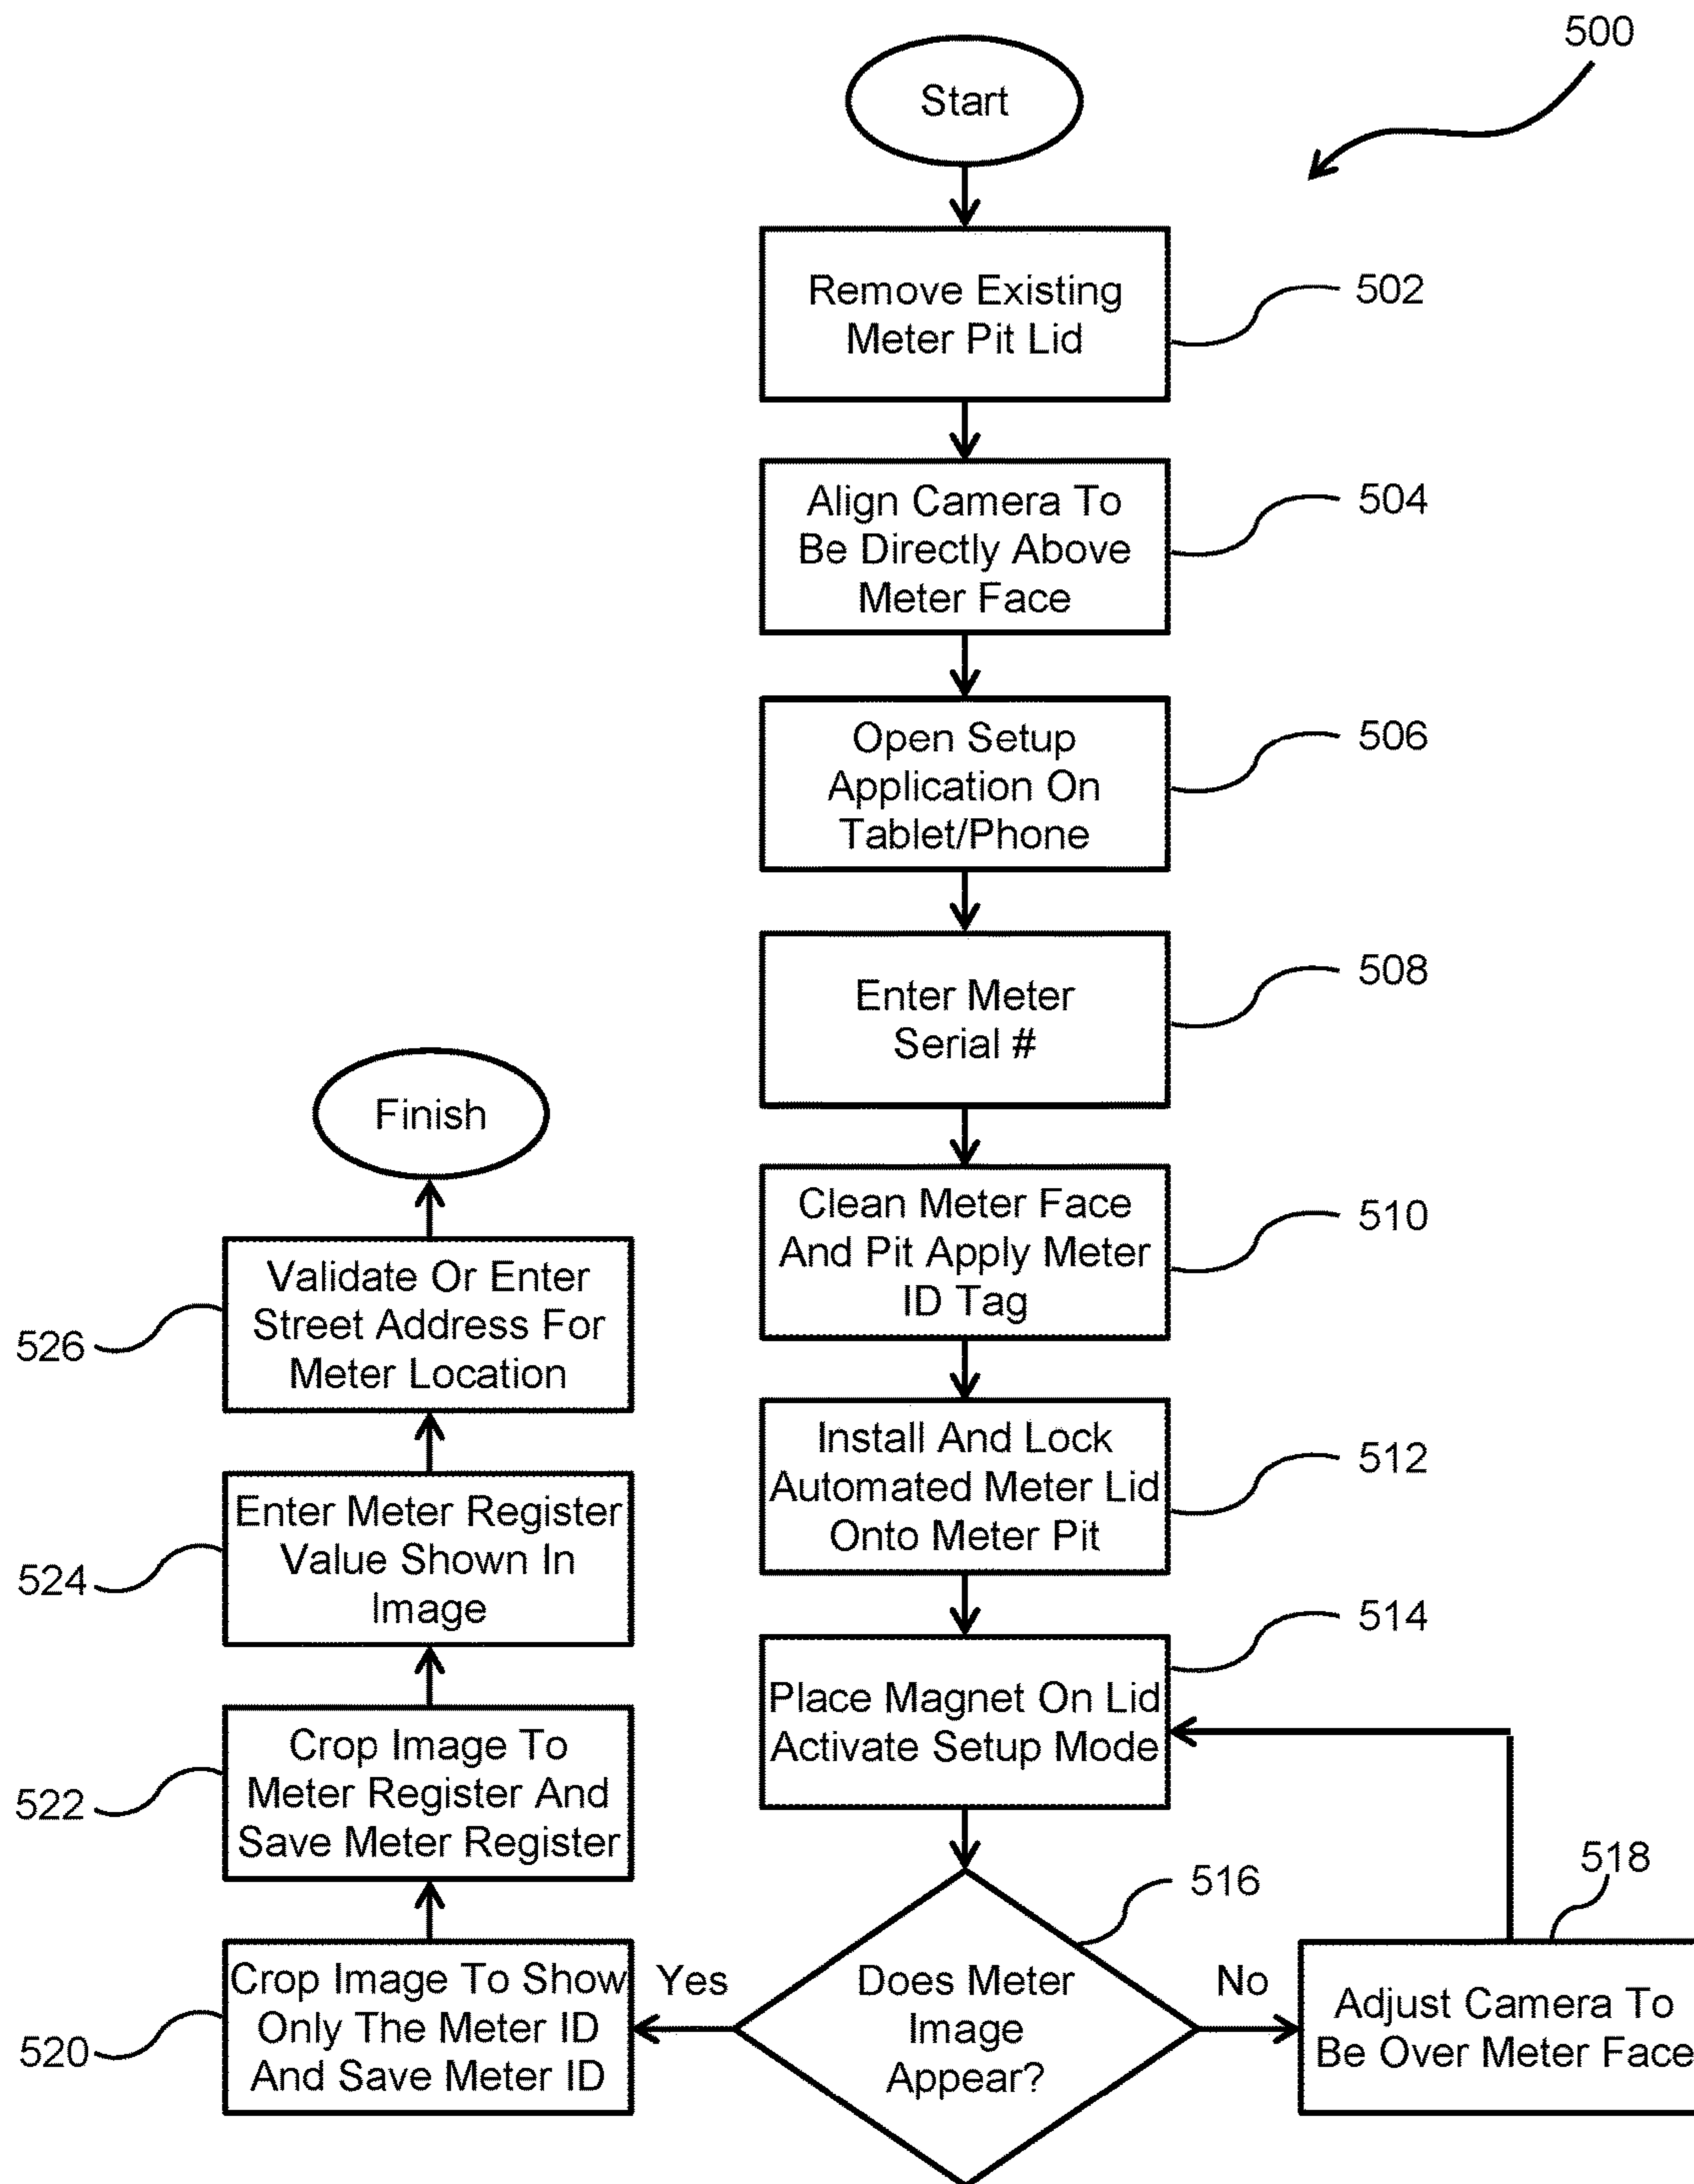 500
Start
Remove Existing
Meter Pit Lid
502
Align Camera To
Be Directly Above
Meter Face
504
Open Setup
Application On
Tablet/Phone
506
Enter Meter
Serial #
508
Clean Meter Face
And Pit Apply Meter
ID Tag
510
Install And Lock
Automated Meter Lid
Onto Meter Pit
512
Place Magnet On Lid
Activate Setup Mode
514
Does Meter
Image
Appear?
516
No
Adjust Camera To
Be Over Meter Face
518
Yes
Crop Image To Show
Only The Meter ID
And Save Meter ID
520
Crop Image To
Meter Register And
Save Meter Register
522
Enter Meter Register
Value Shown In
Image
524
Validate Or Enter
Street Address For
Meter Location
526
Finish